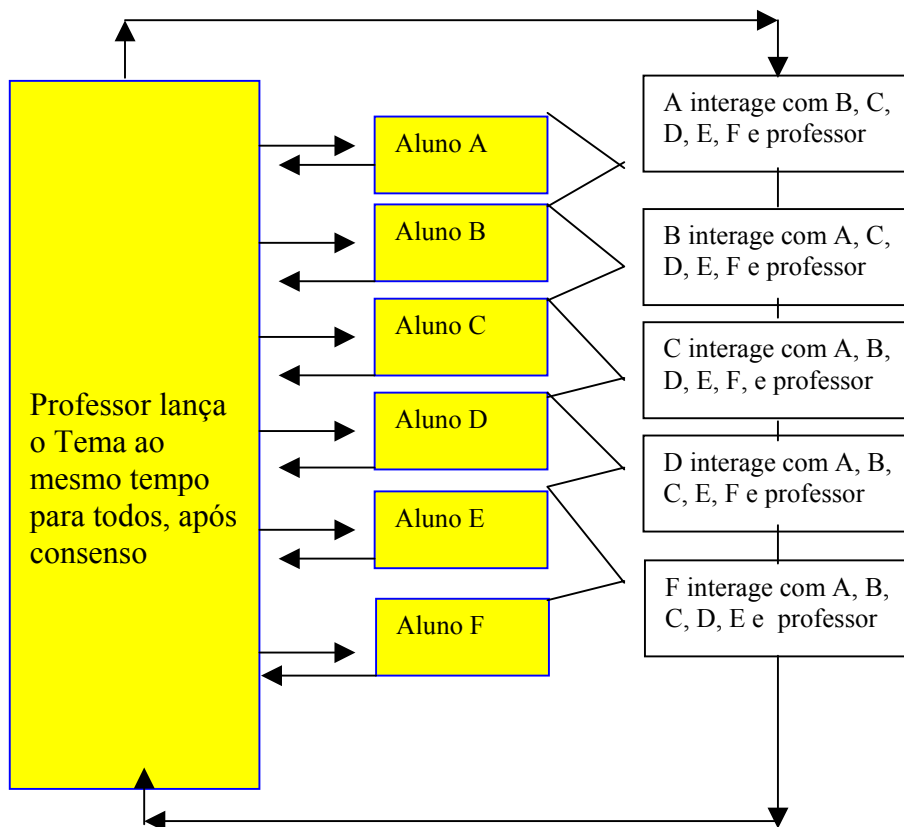 Professor lança
o Tema ao
mesmo tempo
para todos, após
consenso
Aluno A
Aluno B
Aluno C
Aluno D
Aluno E
Aluno F
A interage com B, C,
D, E, F e professor
B interage com A, C,
D, E, F e professor
C interage com A, B,
D, E, F, e professor
D interage com A, B,
C, E, F e professor
F interage com A, B,
C, D, E e professor